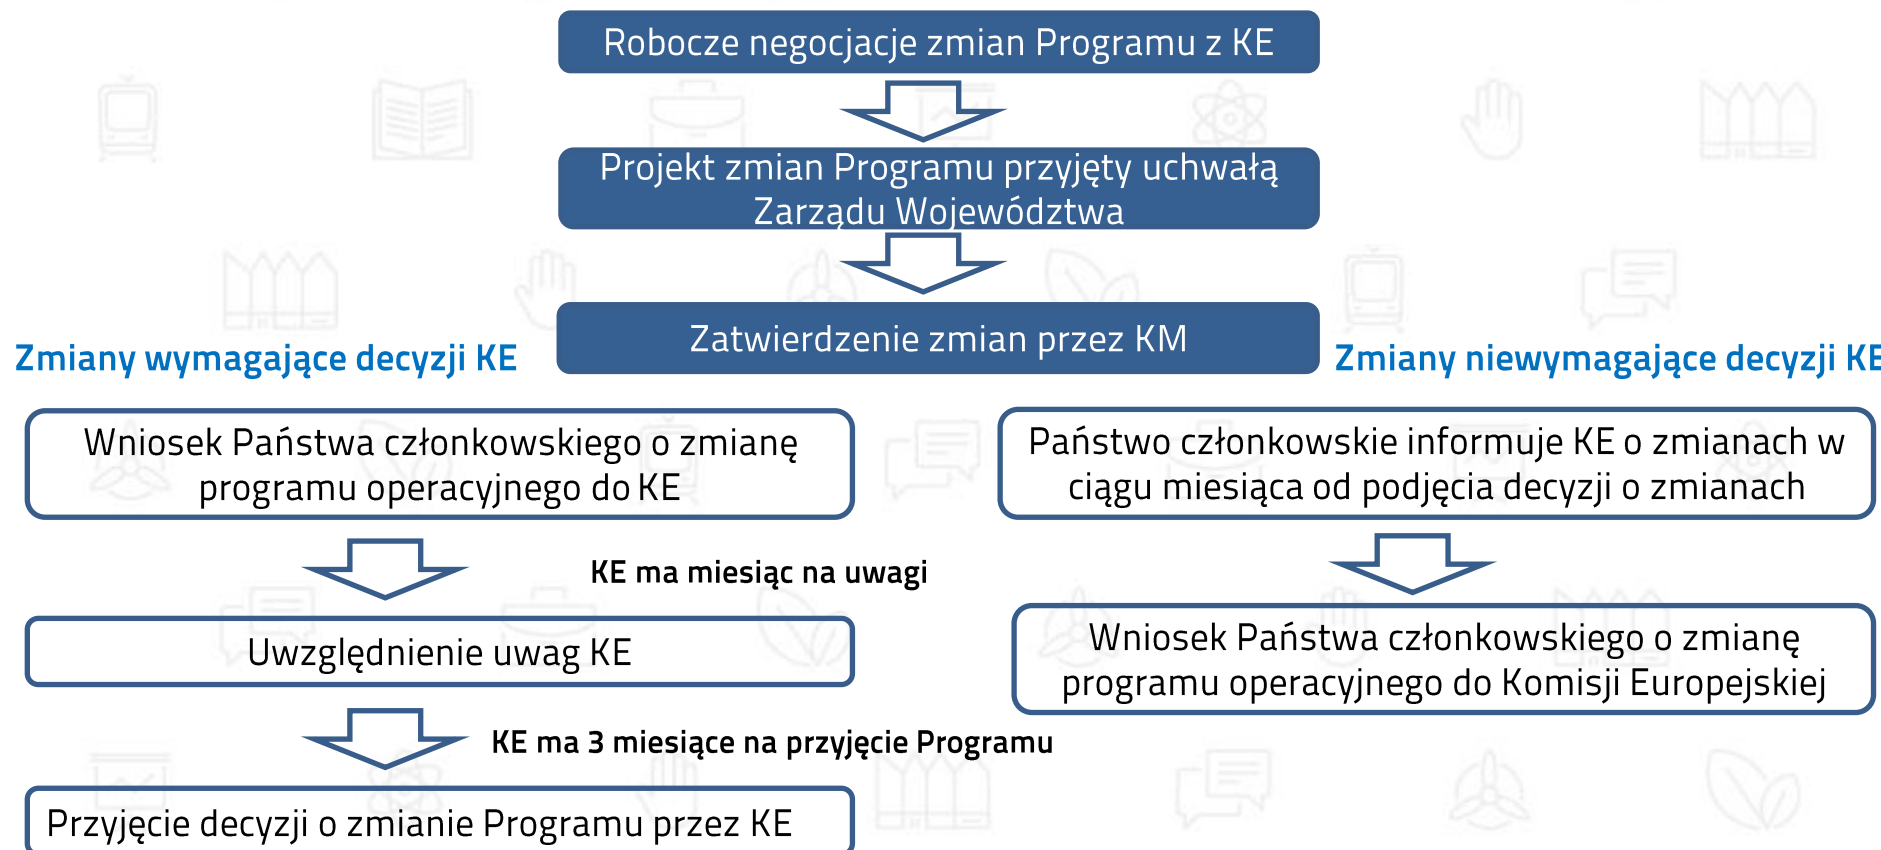 Robocze negocjacje zmian Programu z KE
Projekt zmian Programu przyjęty uchwałą
Zarządu Województwa
Zatwierdzenie zmian przez KM
Zmiany wymagające decyzji KE
Wniosek Państwa członkowskiego o zmianę
programu operacyjnego do KE
KE ma miesiąc na uwagi
Uwzględnienie uwag KE
KE ma 3 miesiące na przyjęcie Programu
Przyjęcie decyzji o zmianie Programu przez KE
Zmiany niewymagające decyzji KE
Państwo członkowskie informuje KE o zmianach w
ciągu miesiąca od podjęcia decyzji o zmianach
Wniosek Państwa członkowskiego o zmianę
programu operacyjnego do Komisji Europejskiej